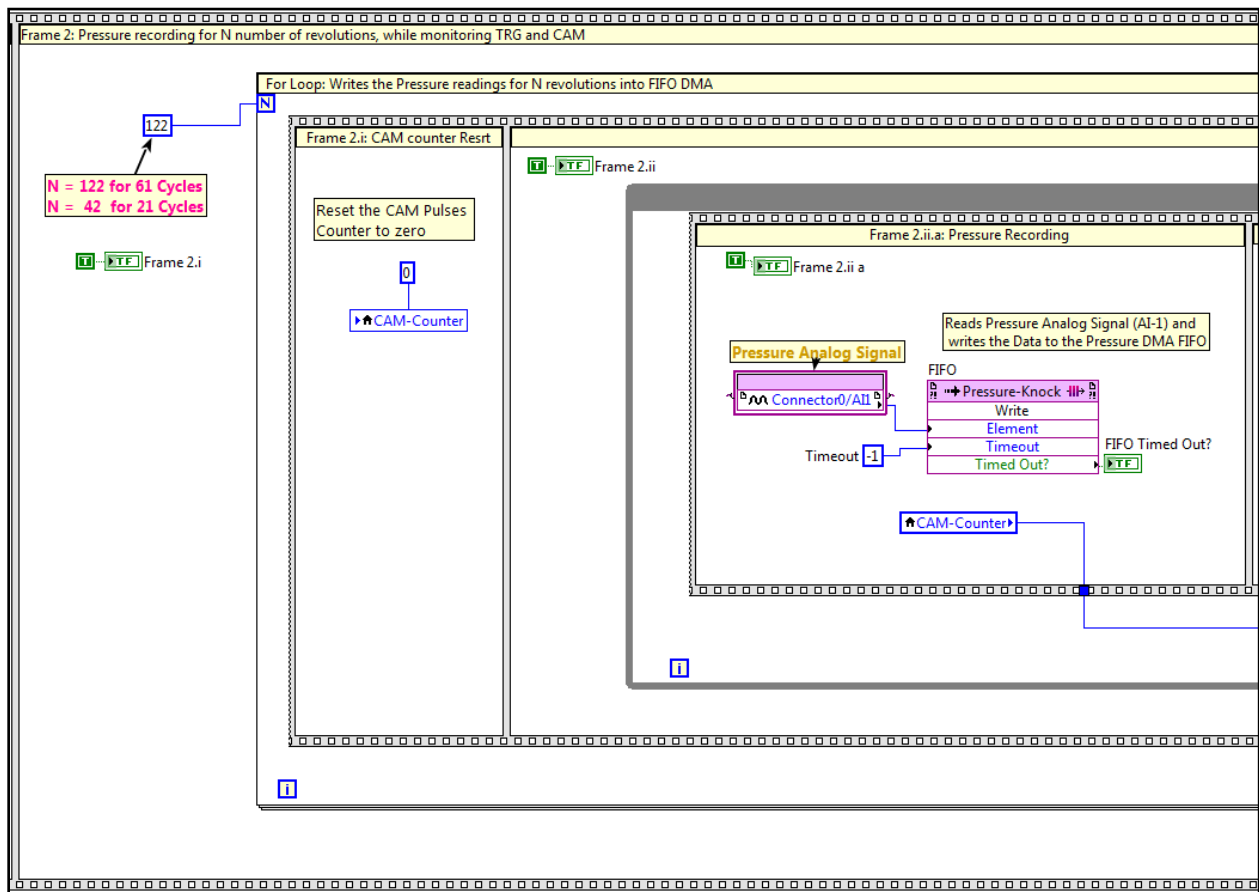 Frame 2: Pressure recording for N number of revolutions, while monitoring TRG and CAM
For Loop: Writes the Pressure readings for N revolutions into FIFO DMA
N
122
N = 122 for 61 Cycles
N = 42 for 21 Cycles
T TF Frame 2.i
Frame 2.i: CAM counter Resrt
Reset the CAM Pulses
Counter to zero
0
CAM-Counter
T TF Frame 2.ii
Frame 2.ii.a: Pressure Recording
T TF Frame 2.ii a
Reads Pressure Analog Signal (AI-1) and
writes the Data to the Pressure DMA FIFO
Pressure Analog Signal
Connector0/AI1
FIFO
Pressure-Knock
Write
Element
Timeout
Timed Out?
Timeout -1
FIFO Timed Out?
TF
CAM-Counter
i
i